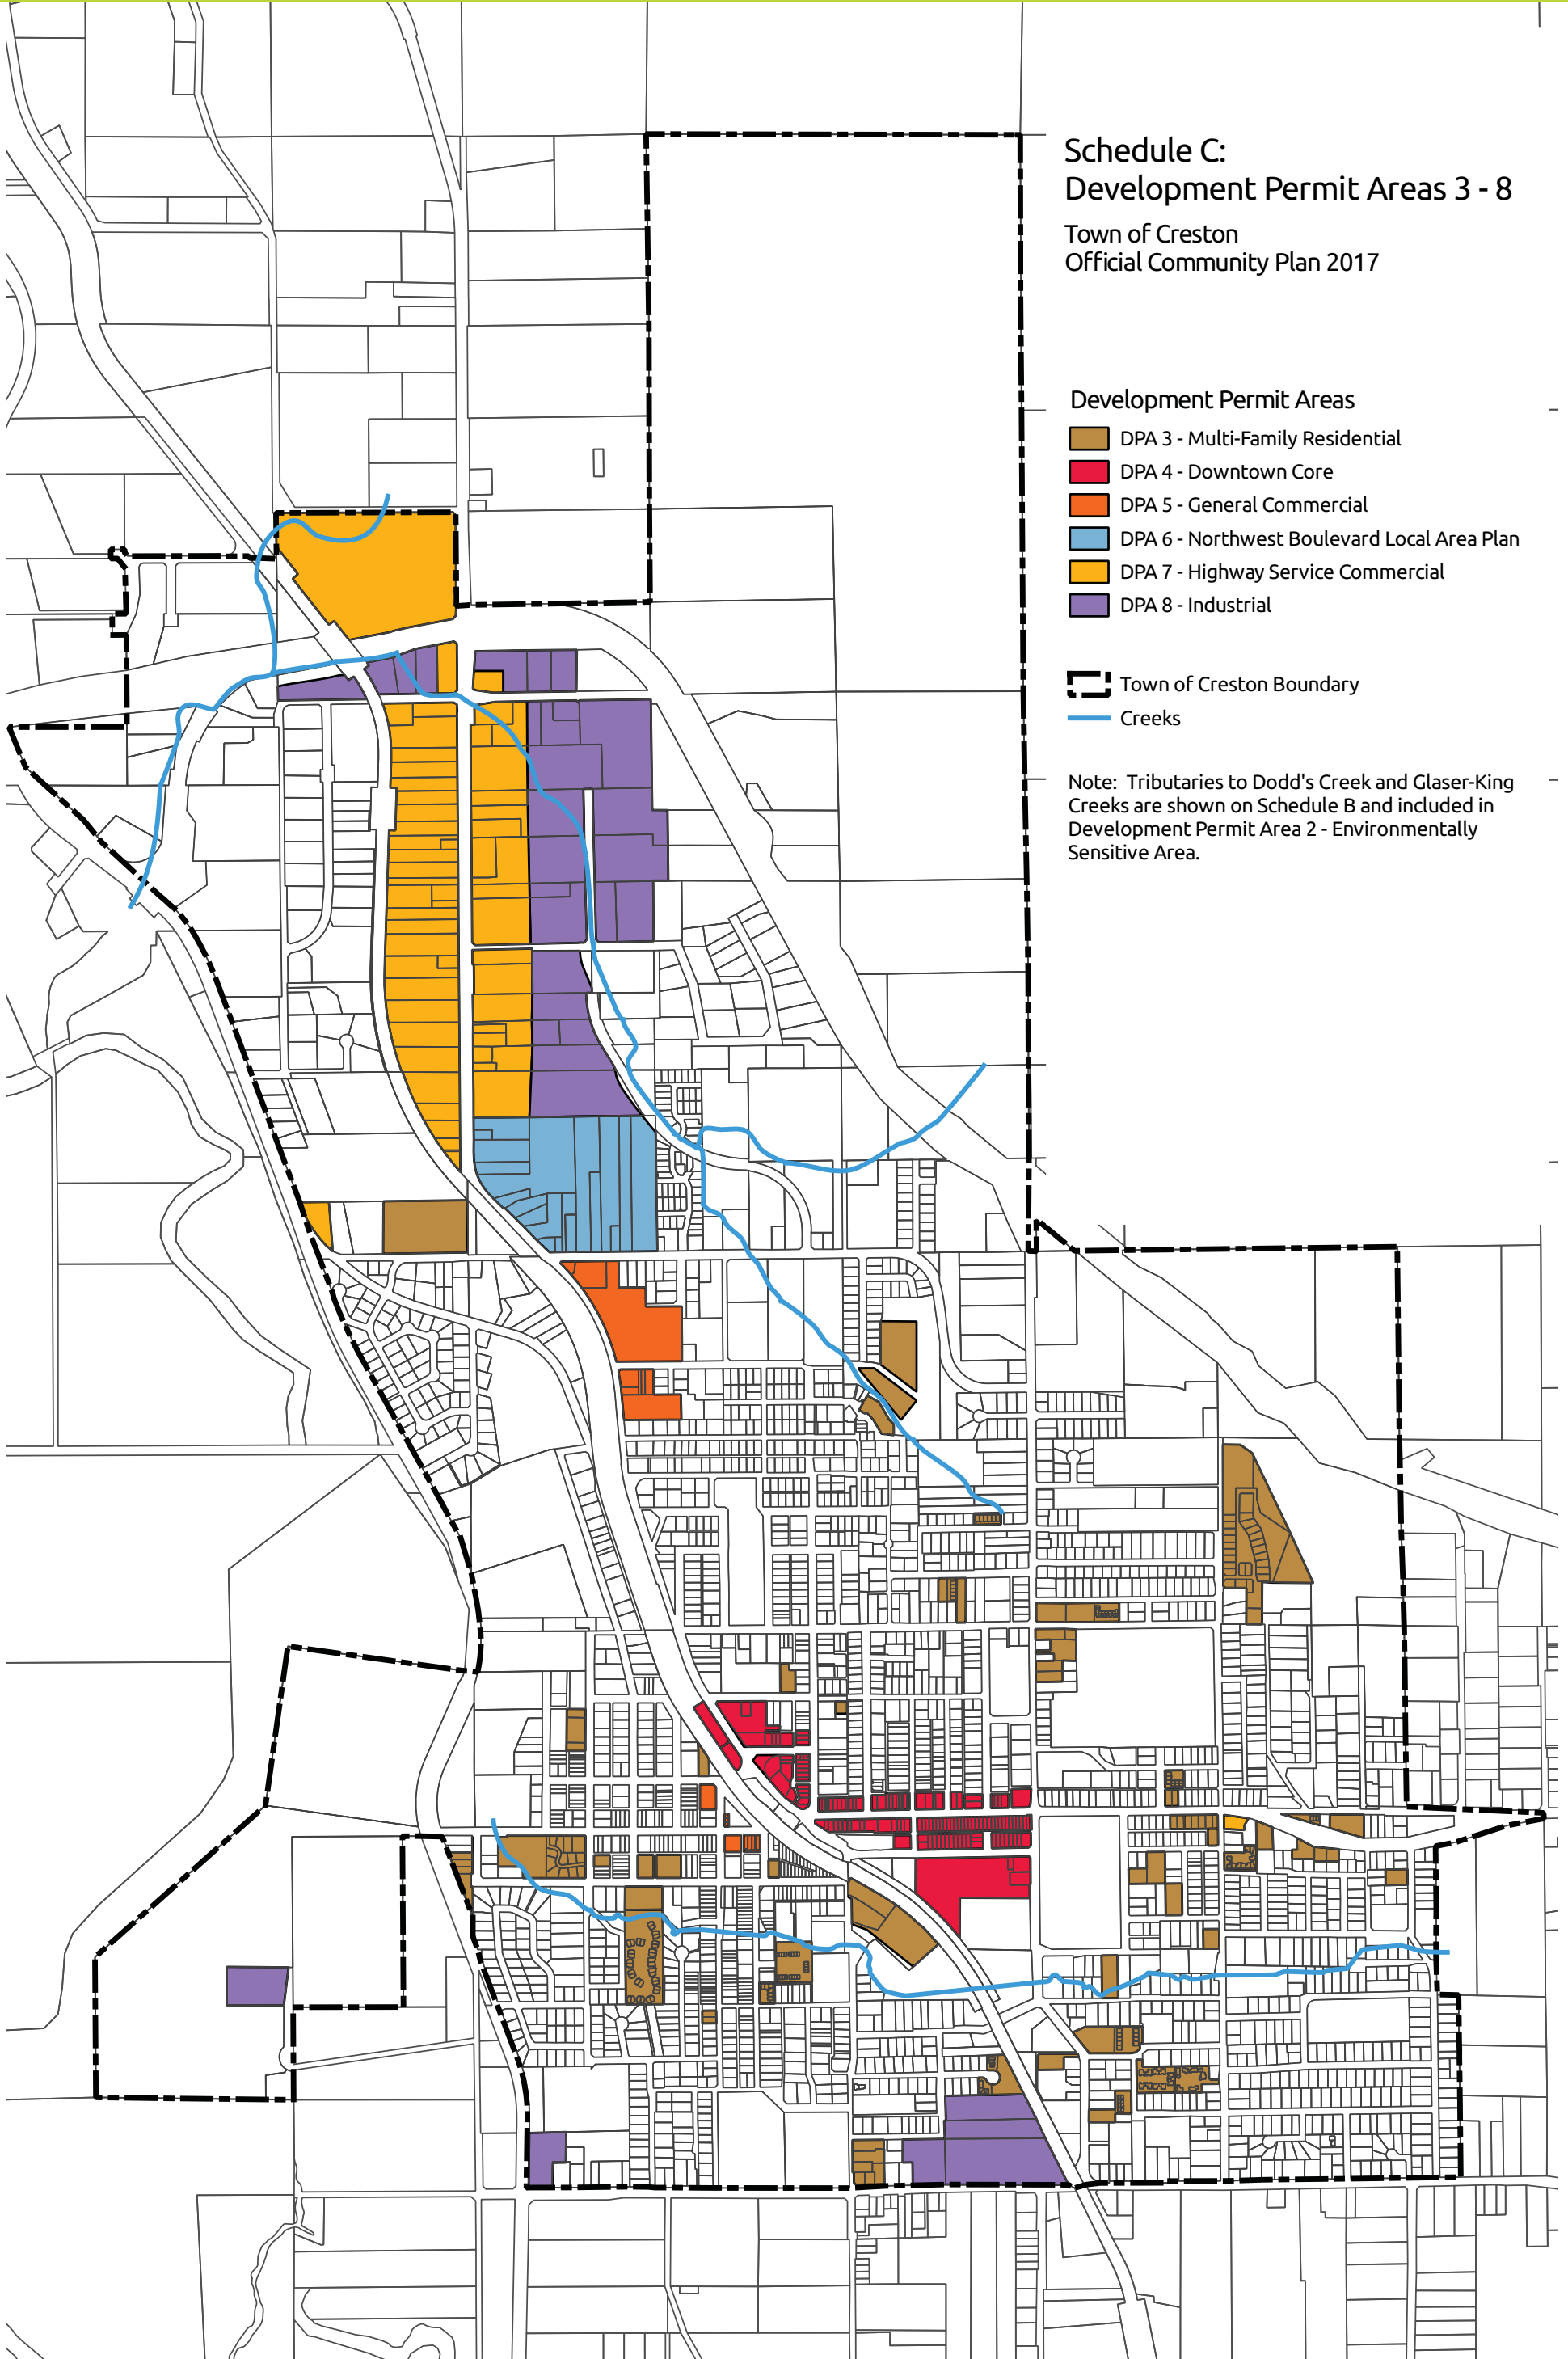 Schedule C:
Development Permit Areas 3 - 8
Town of Creston
Official Community Plan 2017
Development Permit Areas
DPA 3 - Multi-Family Residential
DPA 4 - Downtown Core
DPA 5 - General Commercial
DPA 6 - Northwest Boulevard Local Area Plan
DPA 7 - Highway Service Commercial
DPA 8 - Industrial
Town of Creston Boundary
Creeks
Note:  Tributaries to Dodd's Creek and Glaser-King
Creeks are shown on Schedule B and included in
Development Permit Area 2 - Environmentally
Sensitive Area.